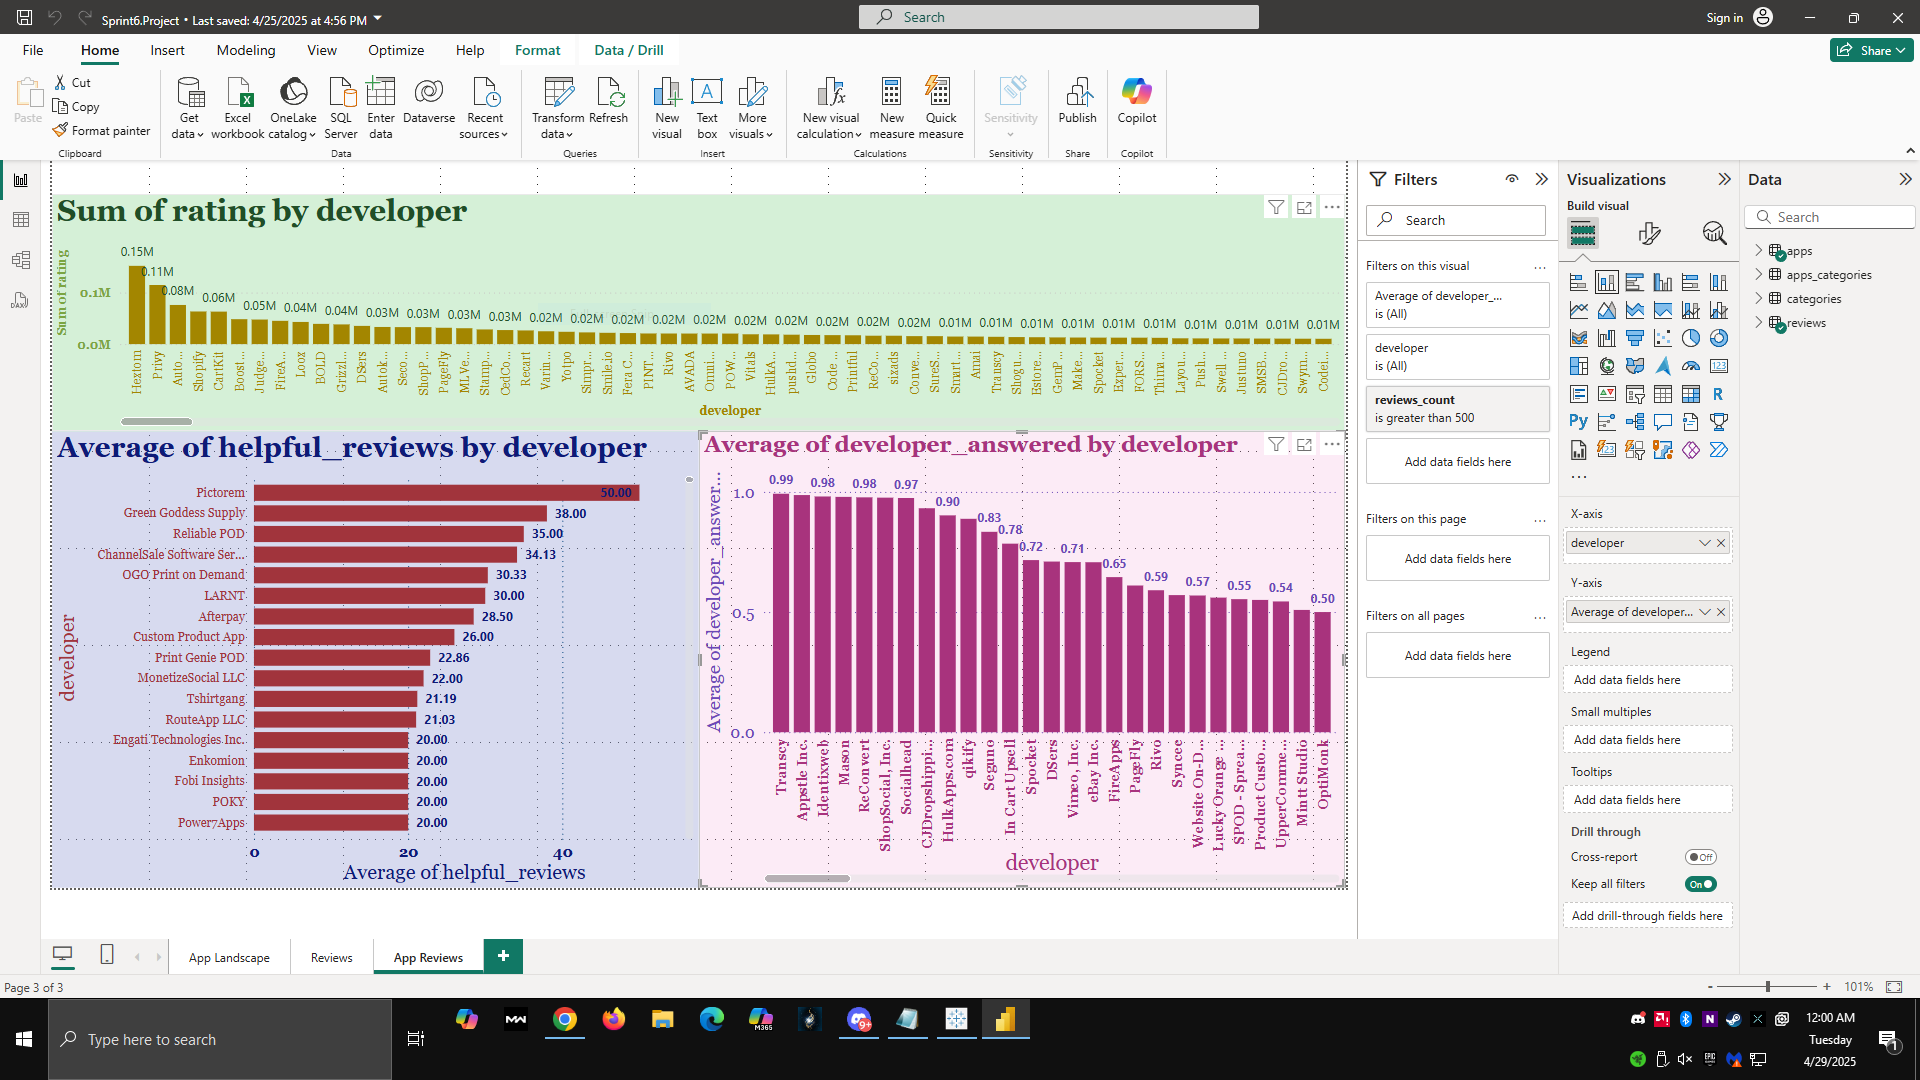 Sprint6.Project • Last saved: 4/25/2025 at 4:56 PM
Search
Sign in
File
Home
Insert
Modeling
View
Optimize
Help
Format
Data / Drill
Share
Paste
Cut
Copy
Format painter
Clipboard
Get data
Excel workbook
OneLake catalog
SQL Server
Enter data
Dataverse
Recent sources
Data
Transform data
Refresh
Queries
New visual
Text box
More visuals
Insert
New visual calculation
New measure
Quick measure
Calculations
Sensitivity
Sensitivity
Publish
Share
Copilot
Copilot
Sum of rating by developer
Sum of rating
0.1M
0.0M
0.15M
0.11M
0.08M
0.06M
0.05M
0.04M
0.04M
0.03M
0.03M
0.03M
0.03M
0.02M
0.02M
0.02M
0.02M
0.02M
0.02M
0.02M
0.02M
0.02M
0.01M
0.01M
0.01M
0.01M
0.01M
0.01M
0.01M
0.01M
0.01M
Hextom
Privy
Auto...
Shopify
CartKit
Boost...
Judge...
FireA...
Loox
BOLD
Grizzl...
DSers
Autok...
Seco...
ShopP...
PageFly
MLVe...
Stamp...
CedCo...
Recart
Varin...
Yotpo
Simpr...
Smile.io
Fera C...
PINT...
Rivo
AVADA
Omni...
POW...
Vitals
HulkA...
pushd...
Globo
Code ...
Printful
ReCo...
sizads
Conve...
SureS...
Smart...
Amai
Transcy
Shogu...
Estore...
GemP...
Make...
Spocket
Exper...
FORS...
Thima...
Layou...
Push...
Swell ...
Justuno
SMSB...
CJDro...
Swym...
Codei...
developer
Average of helpful_reviews by developer
developer
Pictorem 50.00
Green Goddess Supply 38.00
Reliable POD 35.00
ChannelSale Software Ser... 34.13
OGO Print on Demand 30.33
LARNT 30.00
Afterpay 28.50
Custom Product App 26.00
Print Genie POD 22.86
MonetizeSocial LLC 22.00
Tshirtgang 21.19
RouteApp LLC 21.03
Engati Technologies Inc. 20.00
Enkomion 20.00
Fobi Insights 20.00
POKY 20.00
Power7Apps 20.00
0 20 40
Average of helpful_reviews
Average of developer_answered by developer
Average of developer_answer...
1.0
0.5
0.0
0.99
0.98
0.98
0.97
0.90
0.83
0.78
0.72
0.71
0.65
0.59
0.57
0.55
0.54
0.50
Transcy
Appstle Inc.
Identixweb
Mason
ReConvert
ShopSocial, Inc.
Socialhead
CJDropshippi...
HulkApps.com
qikify
Seguno
In Cart Upsell
Spocket
DSers
Vimeo, Inc.
eBay Inc.
FireApps
PageFly
Rivo
Syncee
Website On-D...
Lucky Orange ...
SPOD - Sprea...
Product Custo...
UpperComme...
Mintt Studio
OptiMonk
developer
Filters
Search
Filters on this visual
Average of developer_...
is (All)
developer
is (All)
reviews_count
is greater than 500
Add data fields here
Filters on this page
Add data fields here
Filters on all pages
Add data fields here
Visualizations
Build visual
X-axis
developer
Y-axis
Average of developer...
Legend
Add data fields here
Small multiples
Add data fields here
Tooltips
Add data fields here
Drill through
Cross-report
Off
Keep all filters
On
Add drill-through fields here
Data
Search
apps
apps_categories
categories
reviews
App Landscape
Reviews
App Reviews
Page 3 of 3
101%
Type here to search
12:00 AM
Tuesday
4/29/2025